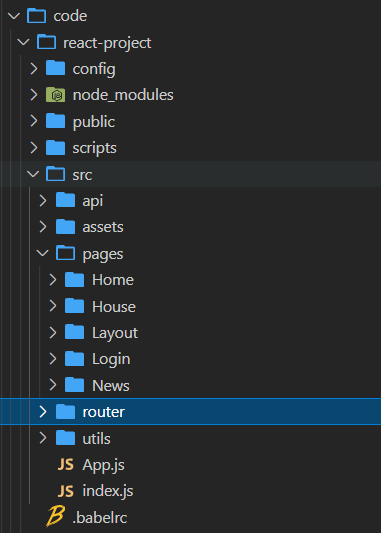 code
react-project
config
node_modules
public
scripts
src
api
assets
pages
Home
House
Layout
Login
News
router
utils
JS App.js
JS index.js
.babelrc